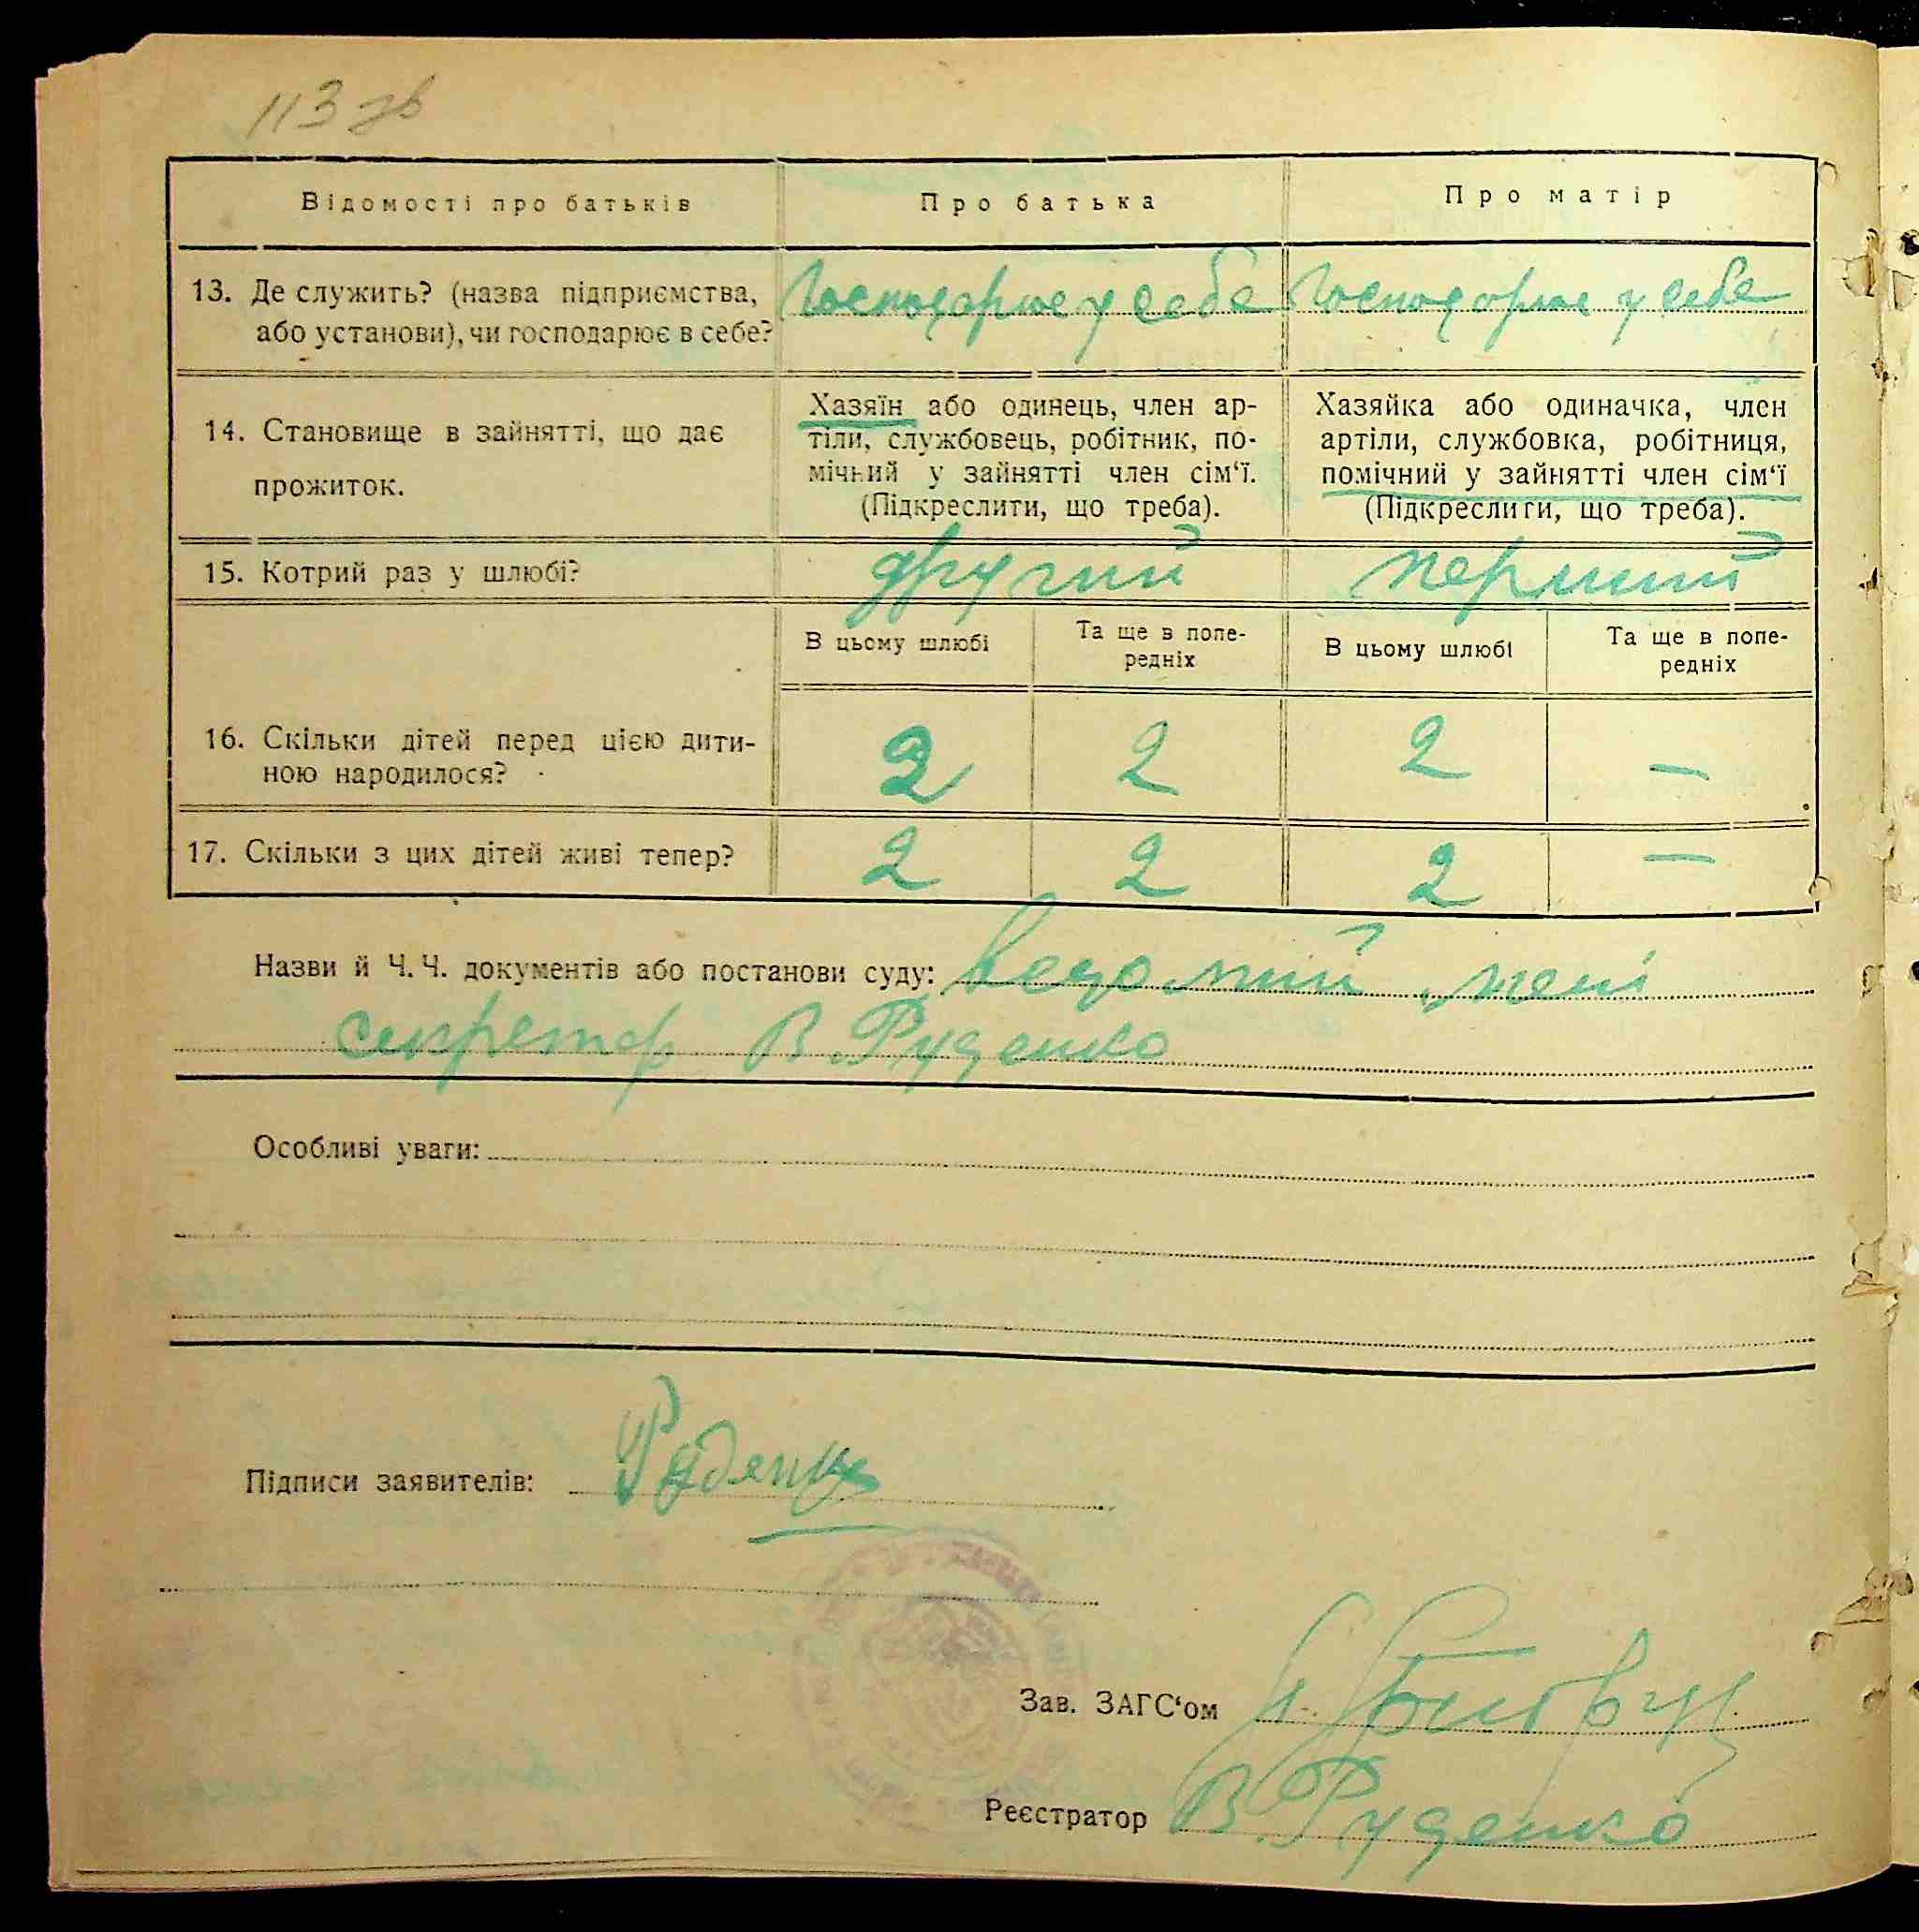 113 зв
Відомості про батьків
Про батька
Про матір
13. Де служить? (назва підприємства,
або установи), чи господарює в себе?
Господарює у себе
Господарює у себе
14. Становище в зайнятті, що дає
прожиток.
Хазяїн або одинець, член ар-
тіли, службовець, робітник, по-
мічний у зайнятті член сім‘ї.
(Підкреслити, що треба).
Хазяйка або одиначка, член
артіли, службовка, робітниця,
помічний у зайнятті член сім‘ї
(Підкреслити, що треба).
15. Котрий раз у шлюбі?
другий
перший
В цьому шлюбі
Та ще в попе-
редніх
В цьому шлюбі
Та ще в попе-
редніх
16. Скільки дітей перед цією дити-
ною народилося?
2 2 2 —
17. Скільки з цих дітей живі тепер?
2 2 2 —
Назви й Ч.Ч. документів або постанови суду: Ведомий мені
секретар В. Руденко
Особливі уваги:
Підписи заявителів:
Зав. ЗАГС‘ом
Реєстратор В. Руденко